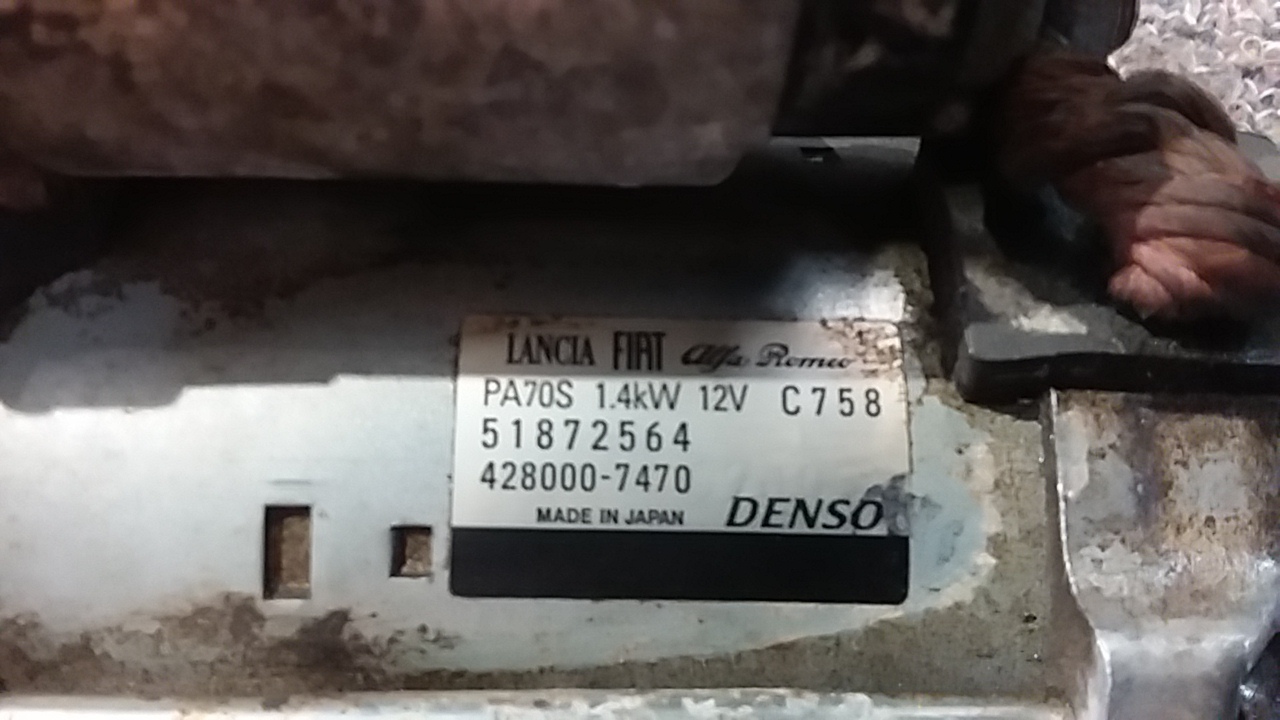 LANCIA FIAT Alfa Romeo
PA70S 1.4kW 12V C758
51872564
428000-7470
MADE IN JAPAN DENSO